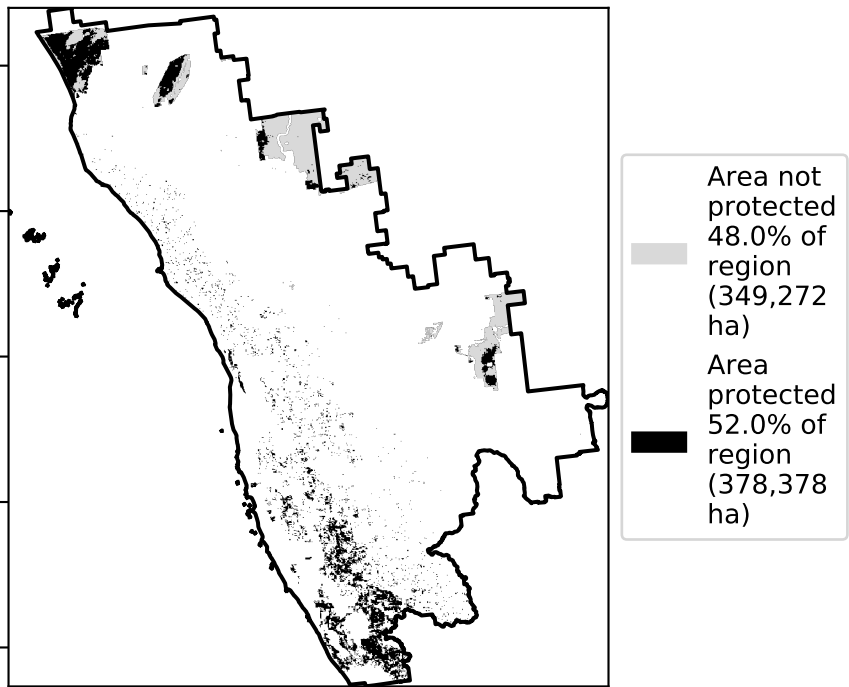 Area not
protected
48.0% of
region
(349,272
ha)
Area
protected
52.0% of
region
(378,378
ha)